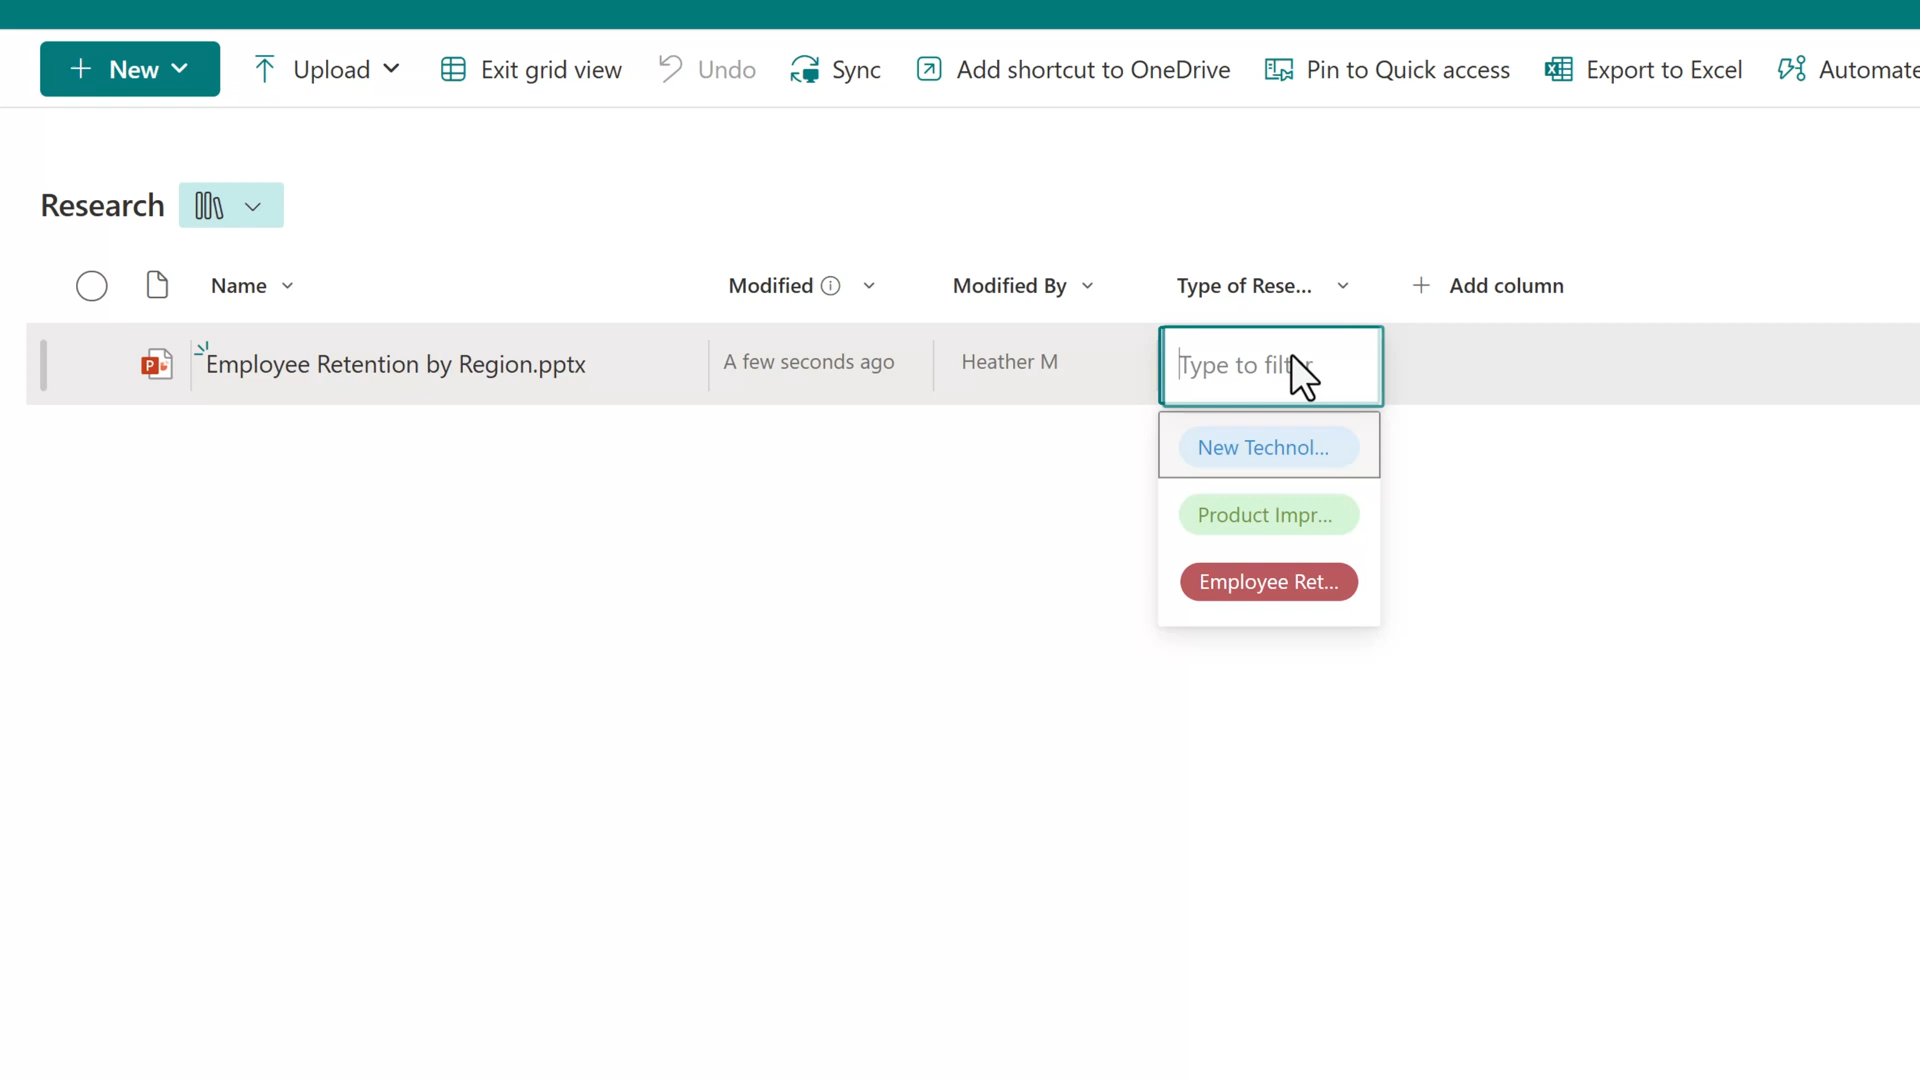 New
Upload
Exit grid view
Undo
Sync
Add shortcut to OneDrive
Pin to Quick access
Export to Excel
Automate
Research
Name
Modified
Modified By
Type of Rese...
Add column
Employee Retention by Region.pptx
A few seconds ago
Heather M
Type to filter
New Technol...
Product Impr...
Employee Ret...